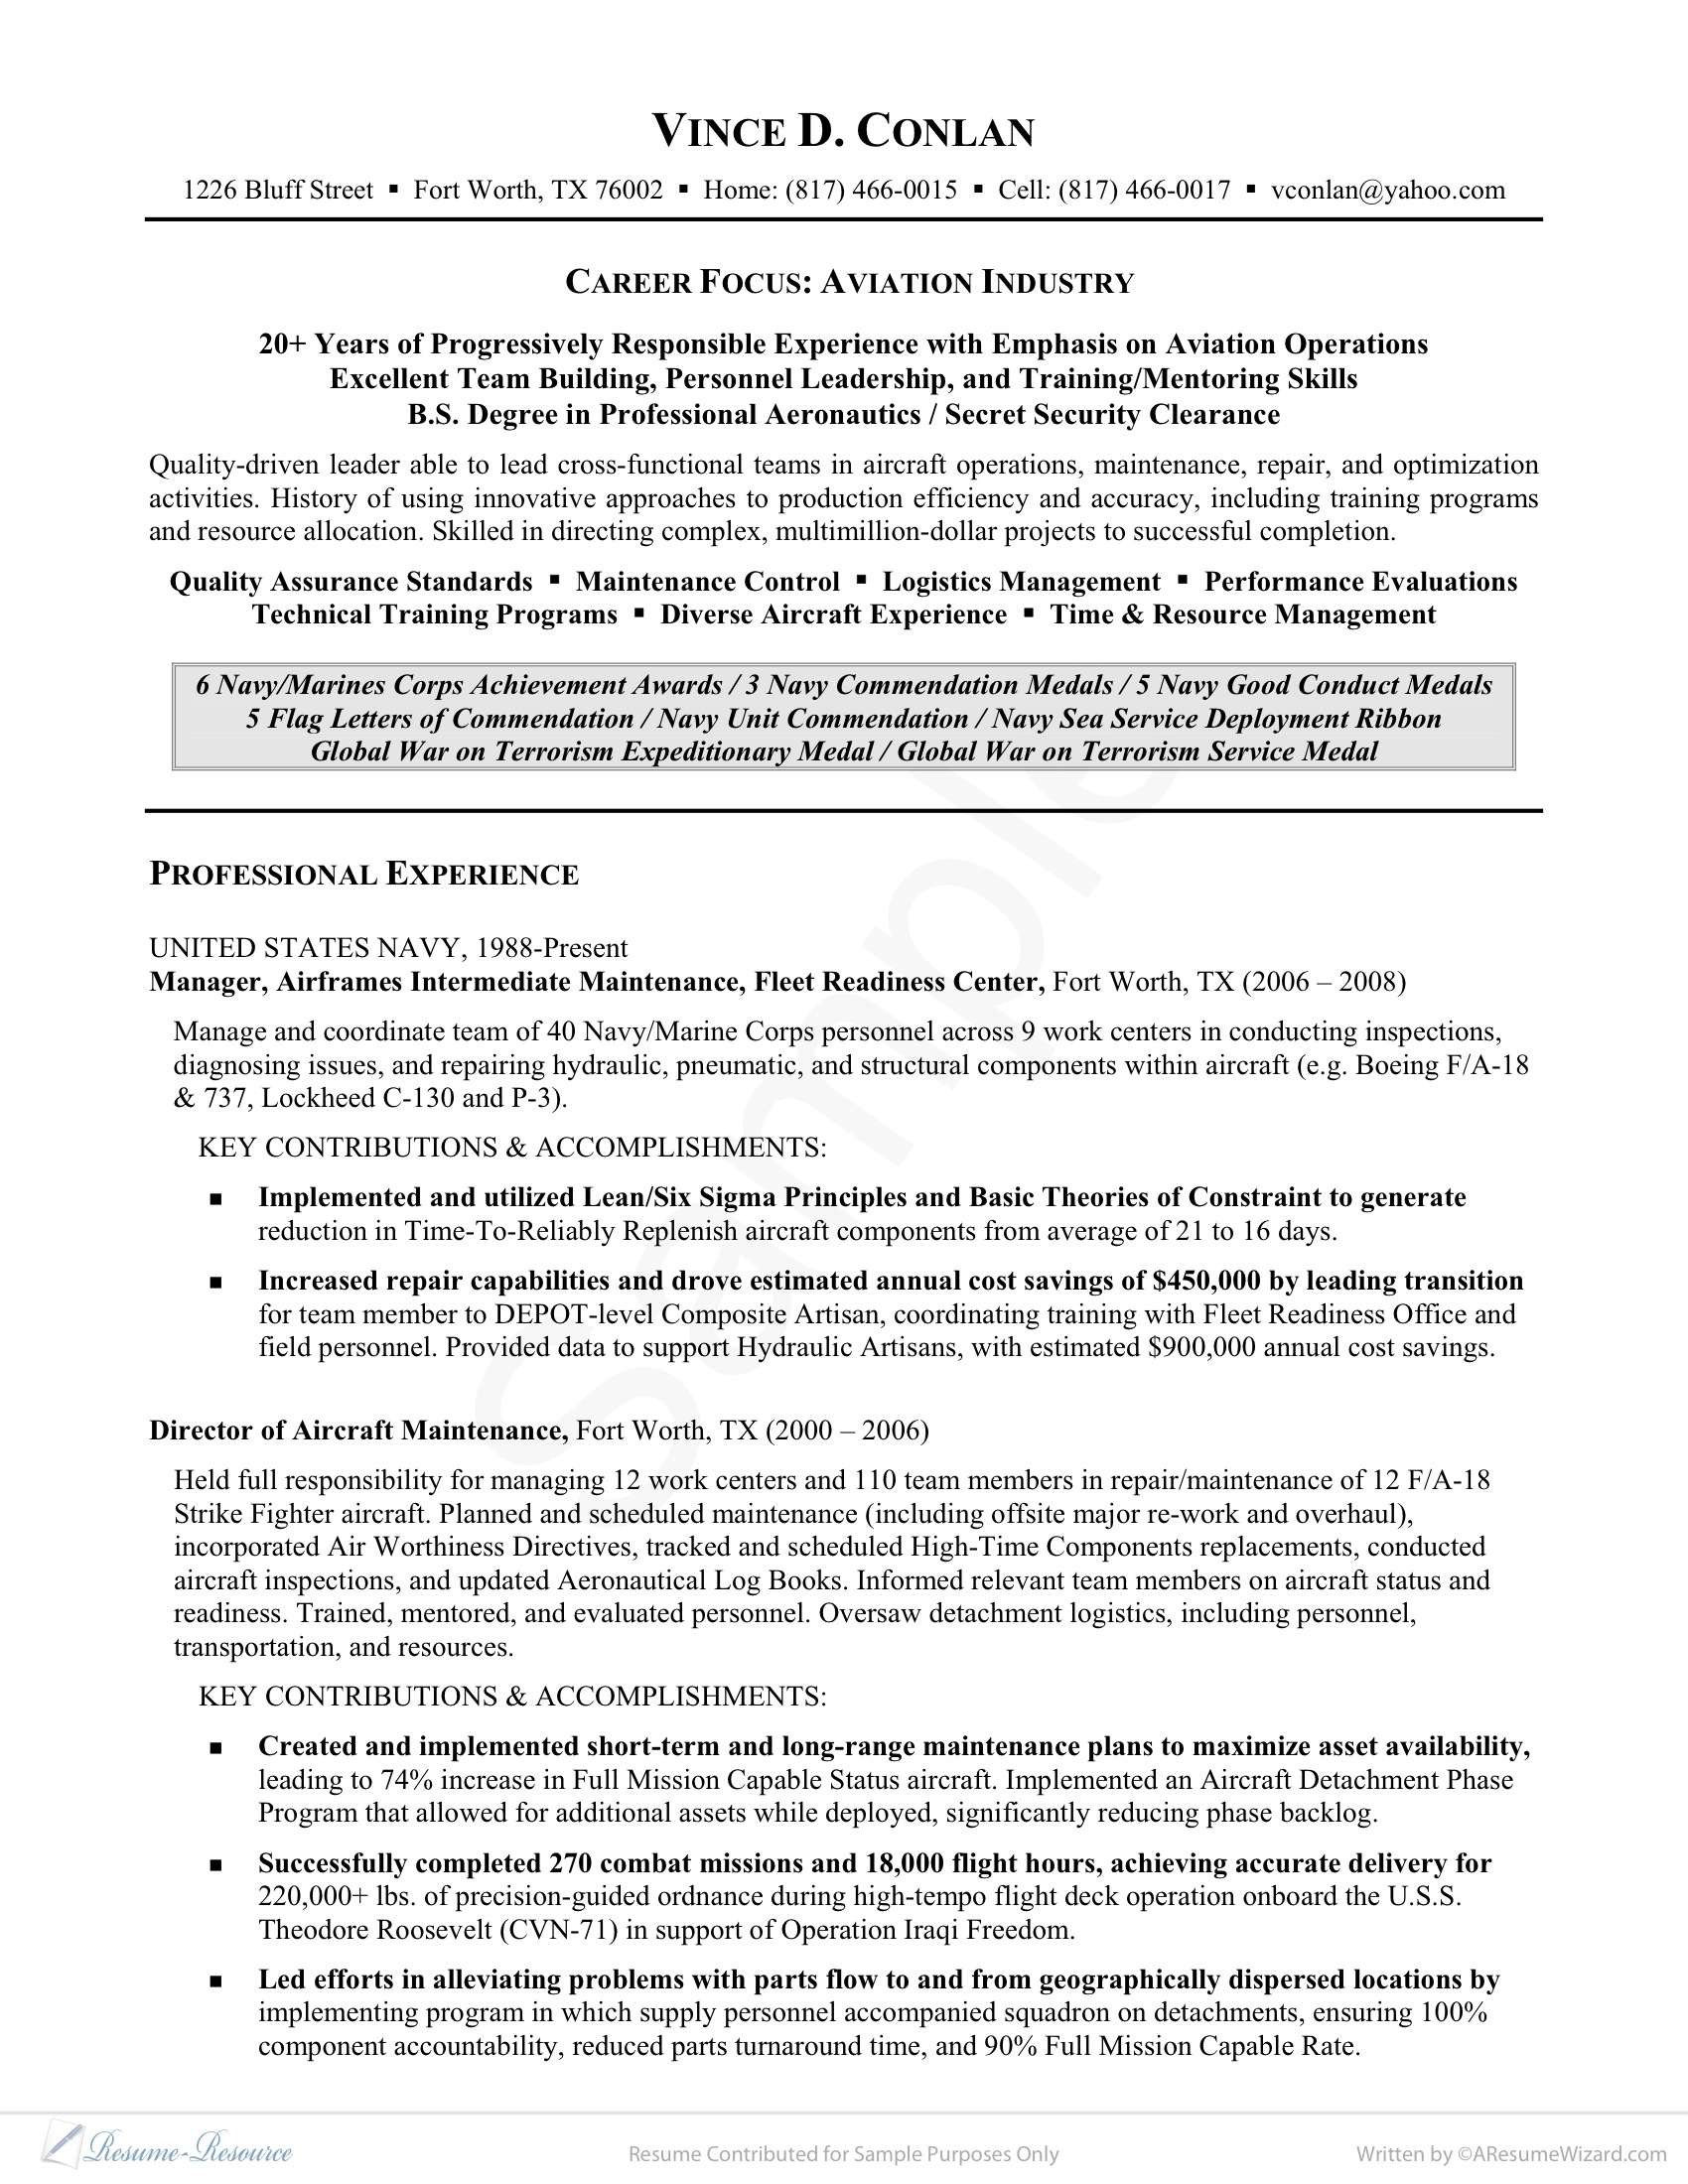 VINCE D. CONLAN
1226 Bluff Street ▪ Fort Worth, TX 76002 ▪ Home: (817) 466-0015 ▪ Cell: (817) 466-0017 ▪ vconlan@yahoo.com
CAREER FOCUS: AVIATION INDUSTRY
20+ Years of Progressively Responsible Experience with Emphasis on Aviation Operations
Excellent Team Building, Personnel Leadership, and Training/Mentoring Skills
B.S. Degree in Professional Aeronautics / Secret Security Clearance
Quality-driven leader able to lead cross-functional teams in aircraft operations, maintenance, repair, and optimization
activities. History of using innovative approaches to production efficiency and accuracy, including training programs
and resource allocation. Skilled in directing complex, multimillion-dollar projects to successful completion.
Quality Assurance Standards ▪ Maintenance Control ▪ Logistics Management ▪ Performance Evaluations
Technical Training Programs ▪ Diverse Aircraft Experience ▪ Time & Resource Management
6 Navy/Marines Corps Achievement Awards / 3 Navy Commendation Medals / 5 Navy Good Conduct Medals
5 Flag Letters of Commendation / Navy Unit Commendation / Navy Sea Service Deployment Ribbon
Global War on Terrorism Expeditionary Medal / Global War on Terrorism Service Medal
PROFESSIONAL EXPERIENCE
UNITED STATES NAVY, 1988-Present
Manager, Airframes Intermediate Maintenance, Fleet Readiness Center, Fort Worth, TX (2006 – 2008)
Manage and coordinate team of 40 Navy/Marine Corps personnel across 9 work centers in conducting inspections,
diagnosing issues, and repairing hydraulic, pneumatic, and structural components within aircraft (e.g. Boeing F/A-18
& 737, Lockheed C-130 and P-3).
KEY CONTRIBUTIONS & ACCOMPLISHMENTS:
▪ Implemented and utilized Lean/Six Sigma Principles and Basic Theories of Constraint to generate
reduction in Time-To-Reliably Replenish aircraft components from average of 21 to 16 days.
▪ Increased repair capabilities and drove estimated annual cost savings of $450,000 by leading transition
for team member to DEPOT-level Composite Artisan, coordinating training with Fleet Readiness Office and
field personnel. Provided data to support Hydraulic Artisans, with estimated $900,000 annual cost savings.
Director of Aircraft Maintenance, Fort Worth, TX (2000 – 2006)
Held full responsibility for managing 12 work centers and 110 team members in repair/maintenance of 12 F/A-18
Strike Fighter aircraft. Planned and scheduled maintenance (including offsite major re-work and overhaul),
incorporated Air Worthiness Directives, tracked and scheduled High-Time Components replacements, conducted
aircraft inspections, and updated Aeronautical Log Books. Informed relevant team members on aircraft status and
readiness. Trained, mentored, and evaluated personnel. Oversaw detachment logistics, including personnel,
transportation, and resources.
KEY CONTRIBUTIONS & ACCOMPLISHMENTS:
▪ Created and implemented short-term and long-range maintenance plans to maximize asset availability,
leading to 74% increase in Full Mission Capable Status aircraft. Implemented an Aircraft Detachment Phase
Program that allowed for additional assets while deployed, significantly reducing phase backlog.
▪ Successfully completed 270 combat missions and 18,000 flight hours, achieving accurate delivery for
220,000+ lbs. of precision-guided ordnance during high-tempo flight deck operation onboard the U.S.S.
Theodore Roosevelt (CVN-71) in support of Operation Iraqi Freedom.
▪ Led efforts in alleviating problems with parts flow to and from geographically dispersed locations by
implementing program in which supply personnel accompanied squadron on detachments, ensuring 100%
component accountability, reduced parts turnaround time, and 90% Full Mission Capable Rate.
Sample
Resume-Resource
Resume Contributed for Sample Purposes Only
Written by ©AResumeWizard.com